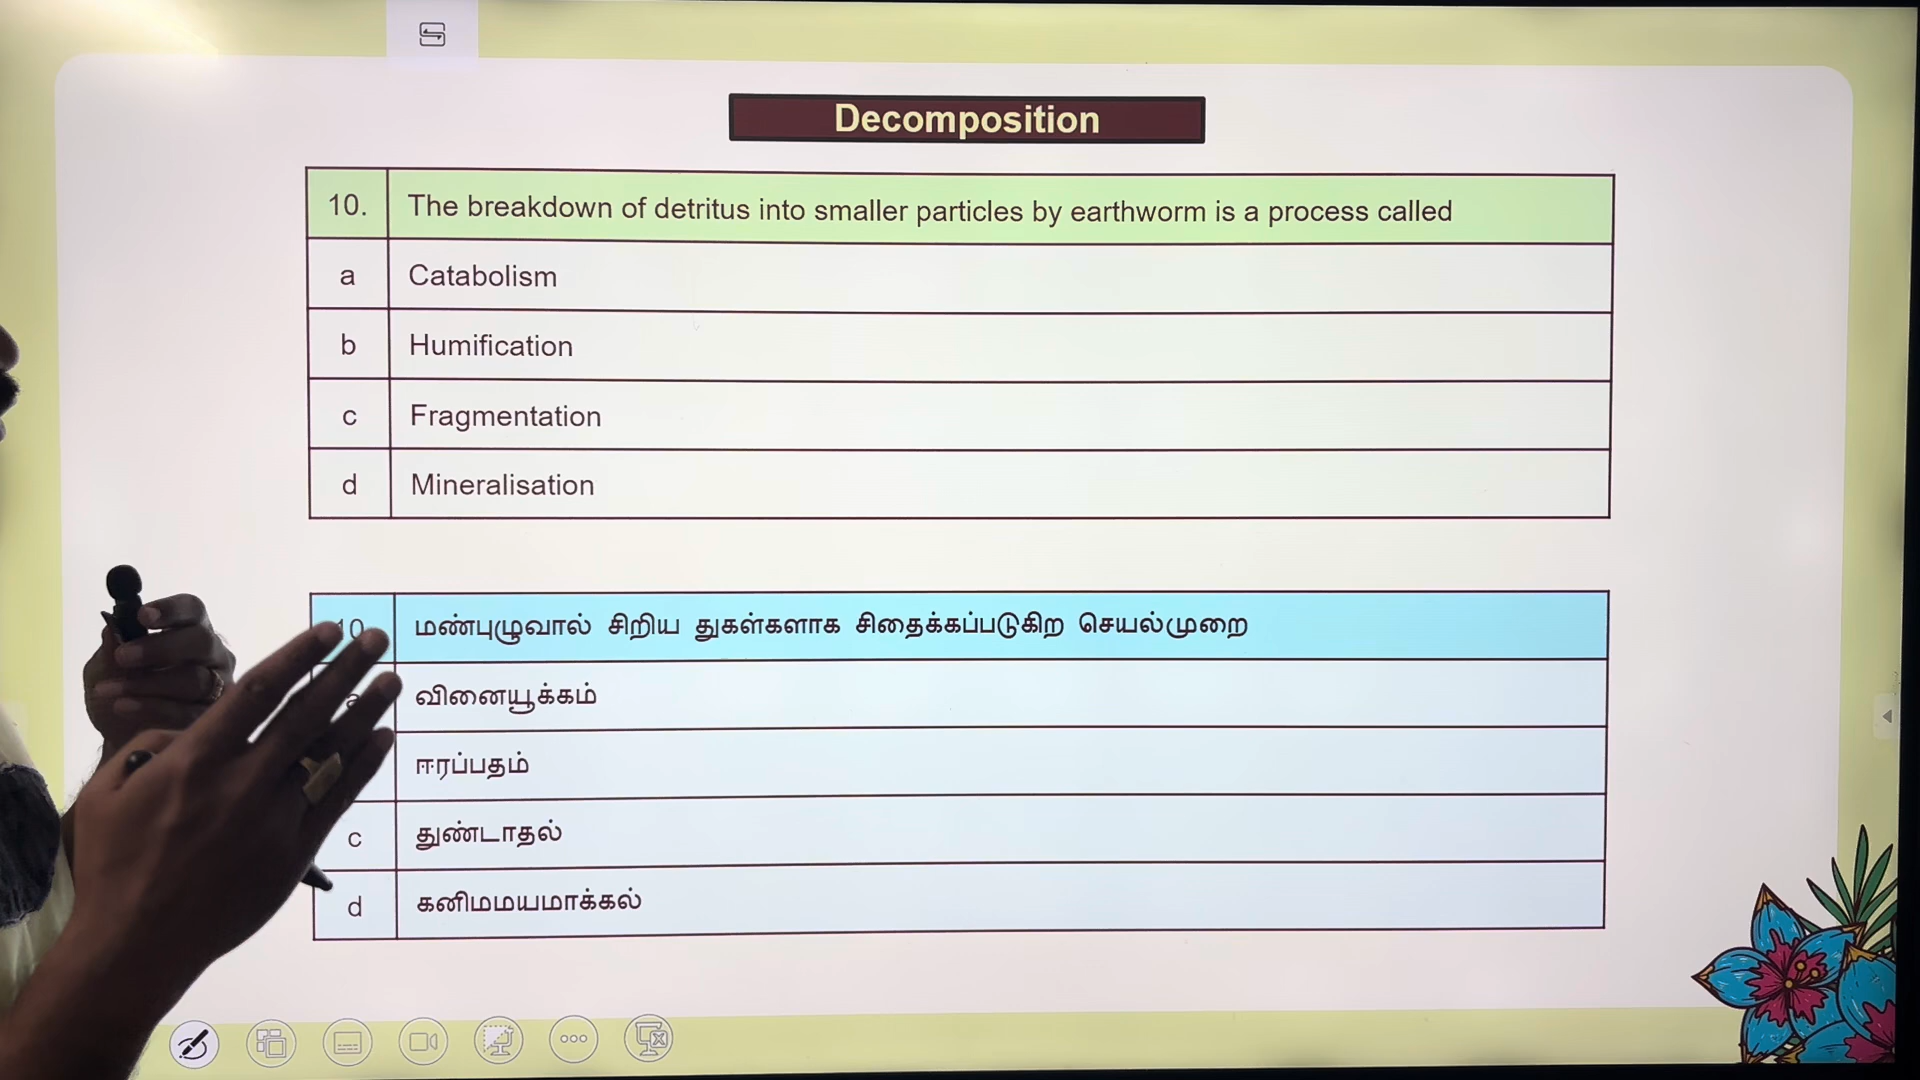 Decomposition
10. The breakdown of detritus into smaller particles by earthworm is a process called
a Catabolism
b Humification
c Fragmentation
d Mineralisation
10 மண்புழுவால் சிறிய துகள்களாக சிதைக்கப்படுகிற செயல்முறை
a வினையூக்கம்
ஈரப்பதம்
c துண்டாதல்
d கனிமமயமாக்கல்